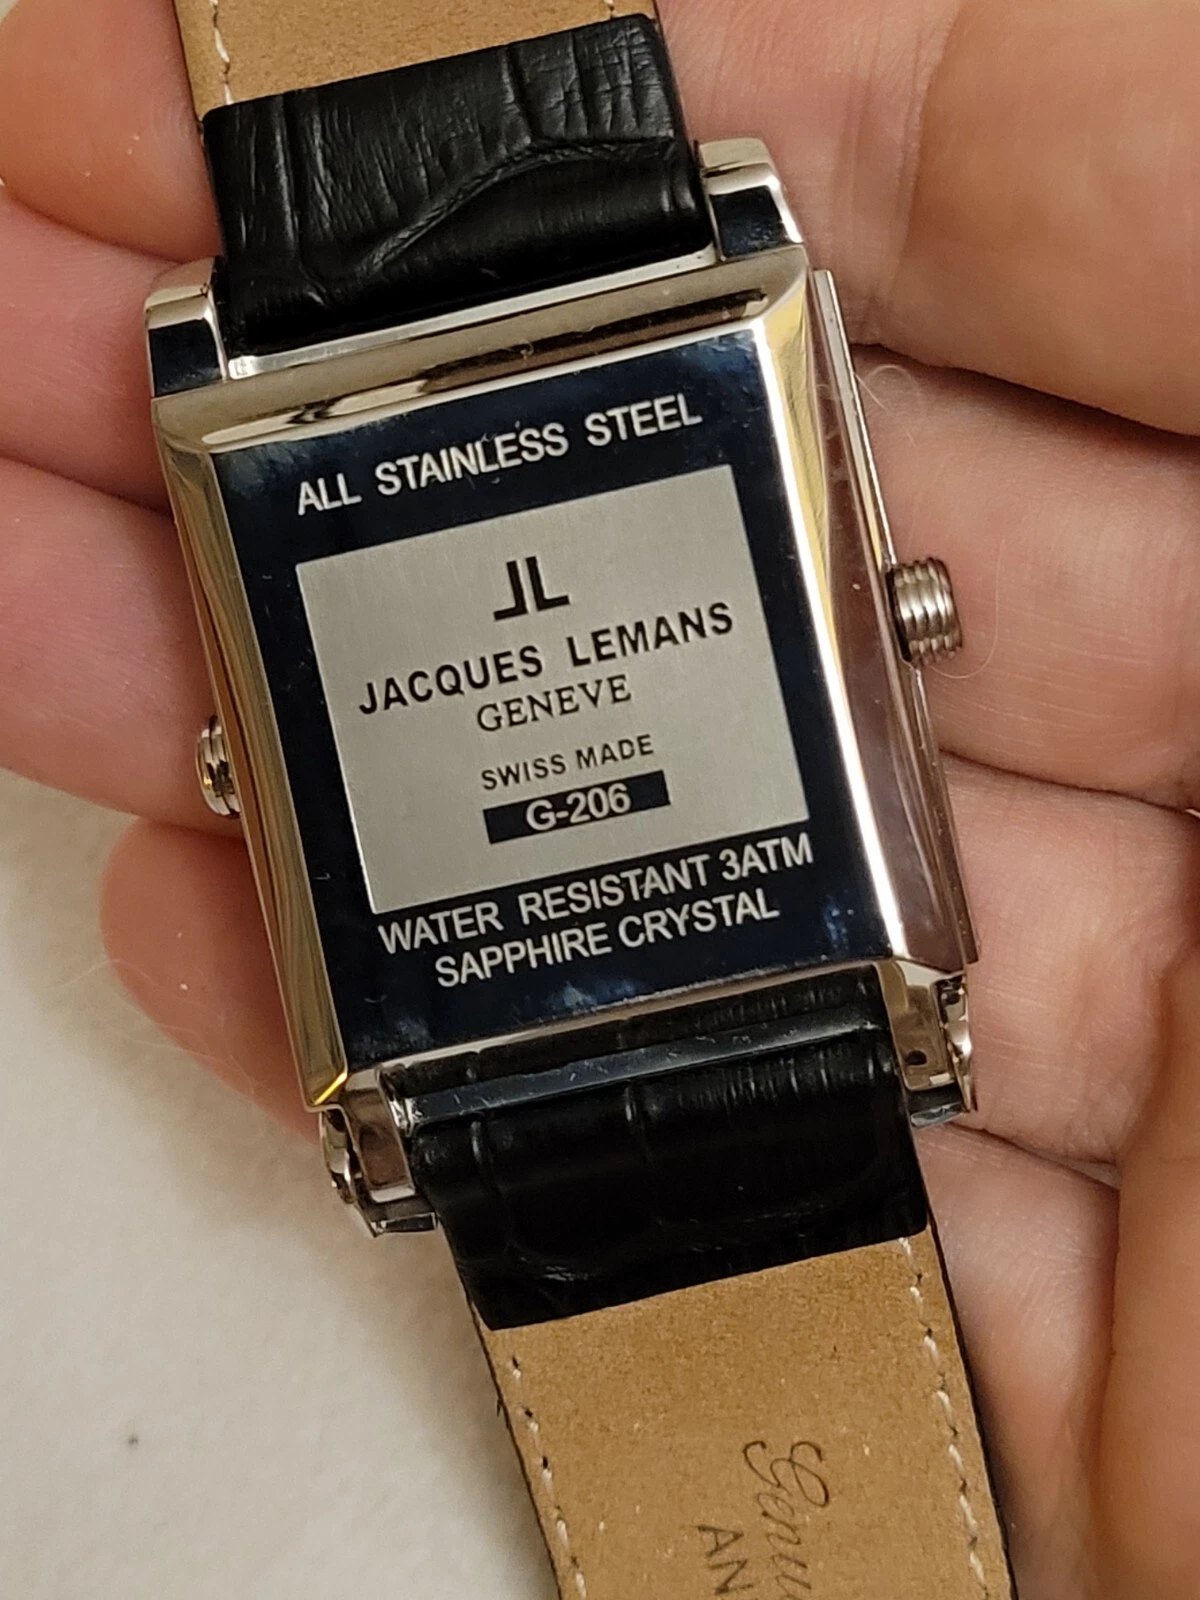 ALL STAINLESS STEEL
JL
JACQUES LEMANS
GENEVE
SWISS MADE
G-206
WATER RESISTANT 3ATM
SAPPHIRE CRYSTAL